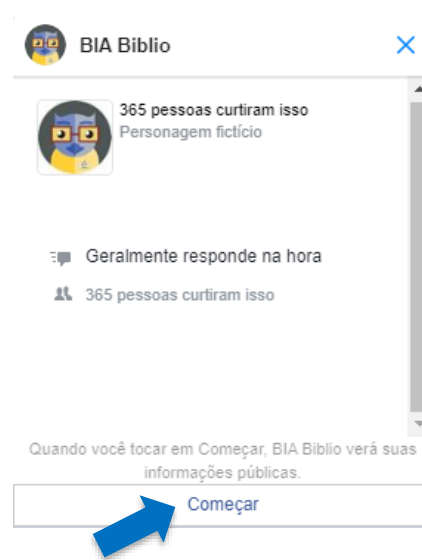 BIA Biblio
365 pessoas curtiram isso
Personagem fictício
Geralmente responde na hora
365 pessoas curtiram isso
Quando você tocar em Começar, BIA Biblio verá suas
informações públicas.
Começar